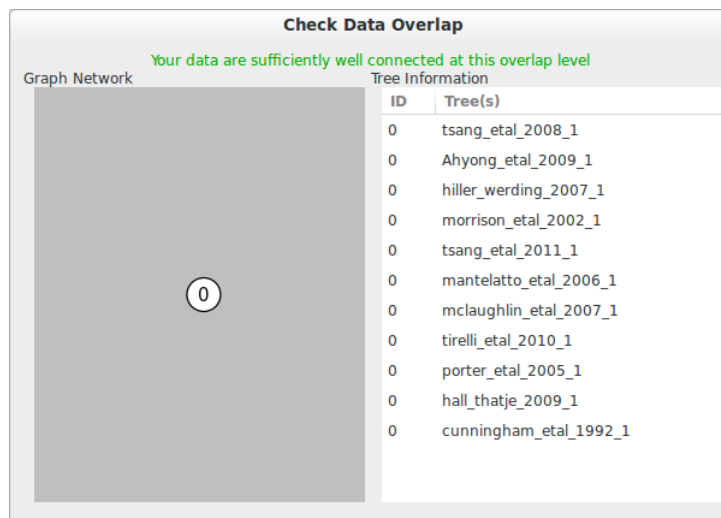 Check Data Overlap
Your data are sufficiently well connected at this overlap level
Graph Network
Tree Information
ID Tree(s)
0 tsang_etal_2008_1
0 Ahyong_etal_2009_1
0 hiller_werding_2007_1
0 morrison_etal_2002_1
0 tsang_etal_2011_1
0 mantelatto_etal_2006_1
0 mclaughlin_etal_2007_1
0 tirelli_etal_2010_1
0 porter_etal_2005_1
0 hall_thatje_2009_1
0 cunningham_etal_1992_1
0